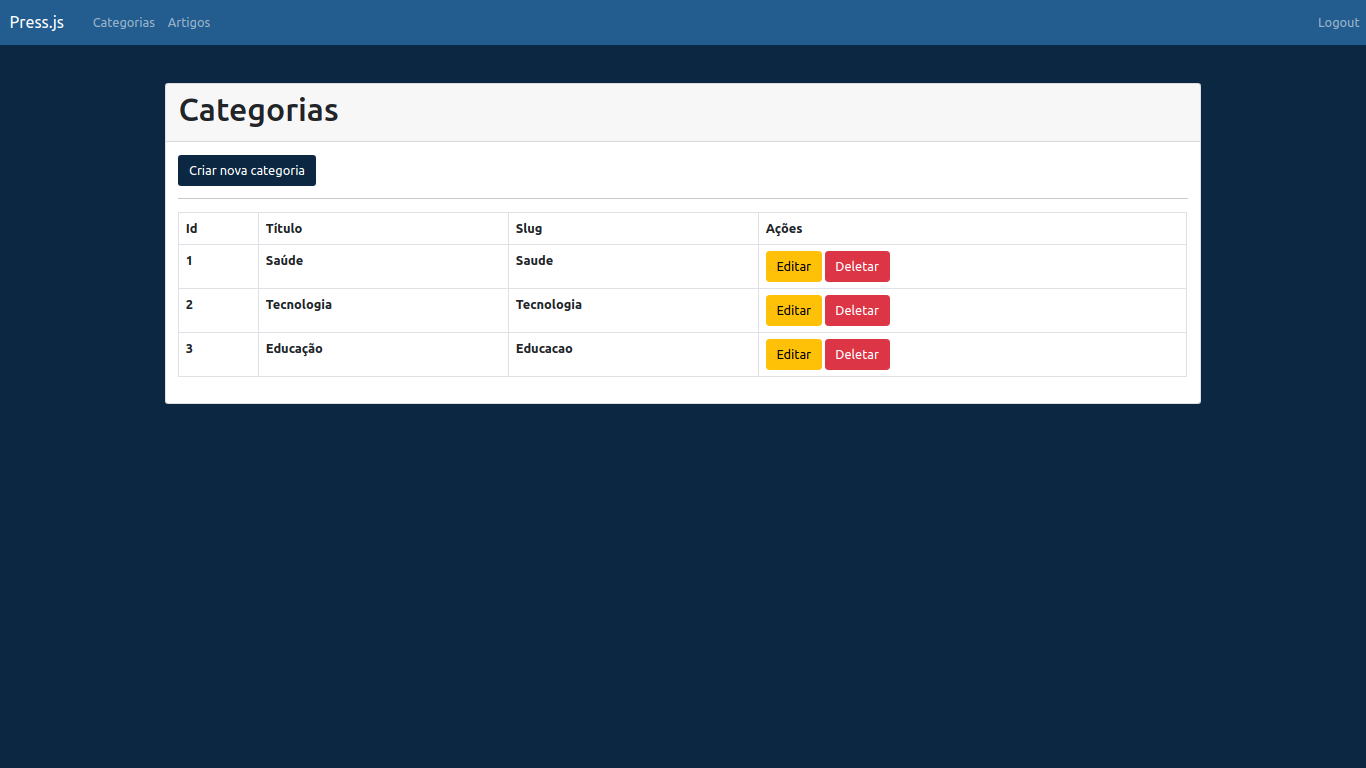 Press.js Categorias Artigos Logout
Categorias
Criar nova categoria
Id Título Slug Ações
1 Saúde Saude Editar Deletar
2 Tecnologia Tecnologia Editar Deletar
3 Educação Educacao Editar Deletar